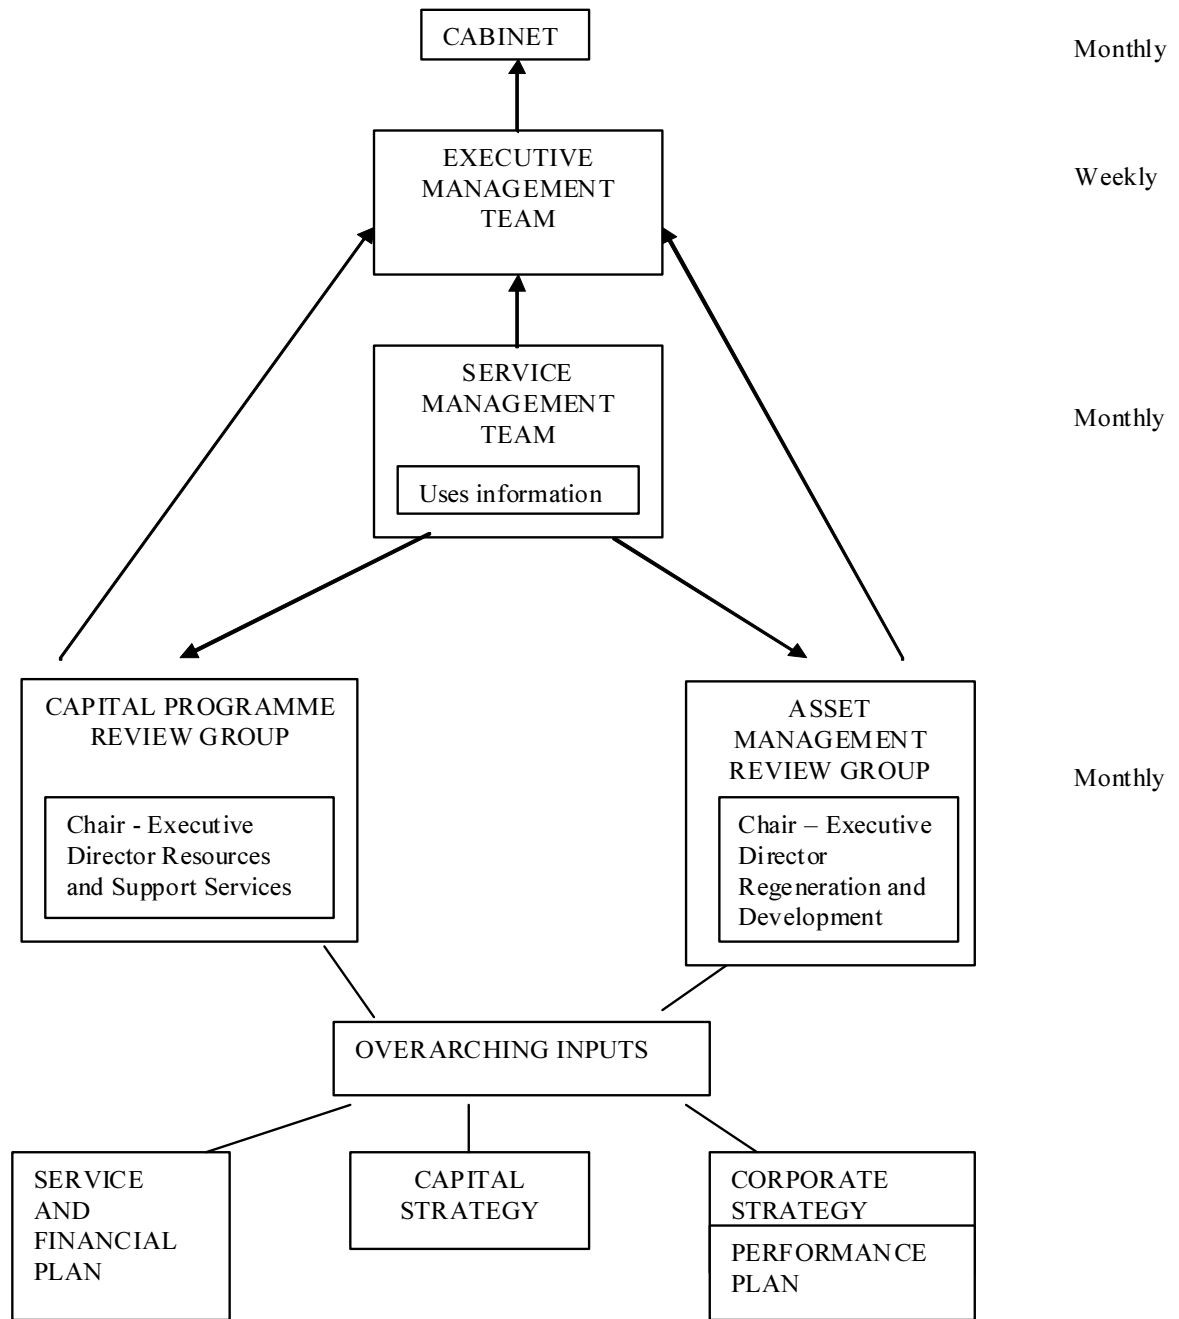 CABINET
Monthly
EXECUTIVE
MANAGEMENT
TEAM
Weekly
SERVICE
MANAGEMENT
TEAM
Uses information
Monthly
CAPITAL PROGRAMME
REVIEW GROUP
Chair - Executive
Director Resources
and Support Services
ASSET
MANAGEMENT
REVIEW GROUP
Chair – Executive
Director
Regeneration and
Development
Monthly
OVERARCHING INPUTS
SERVICE
AND
FINANCIAL
PLAN
CAPITAL
STRATEGY
CORPORATE
STRATEGY
PERFORMANCE
PLAN